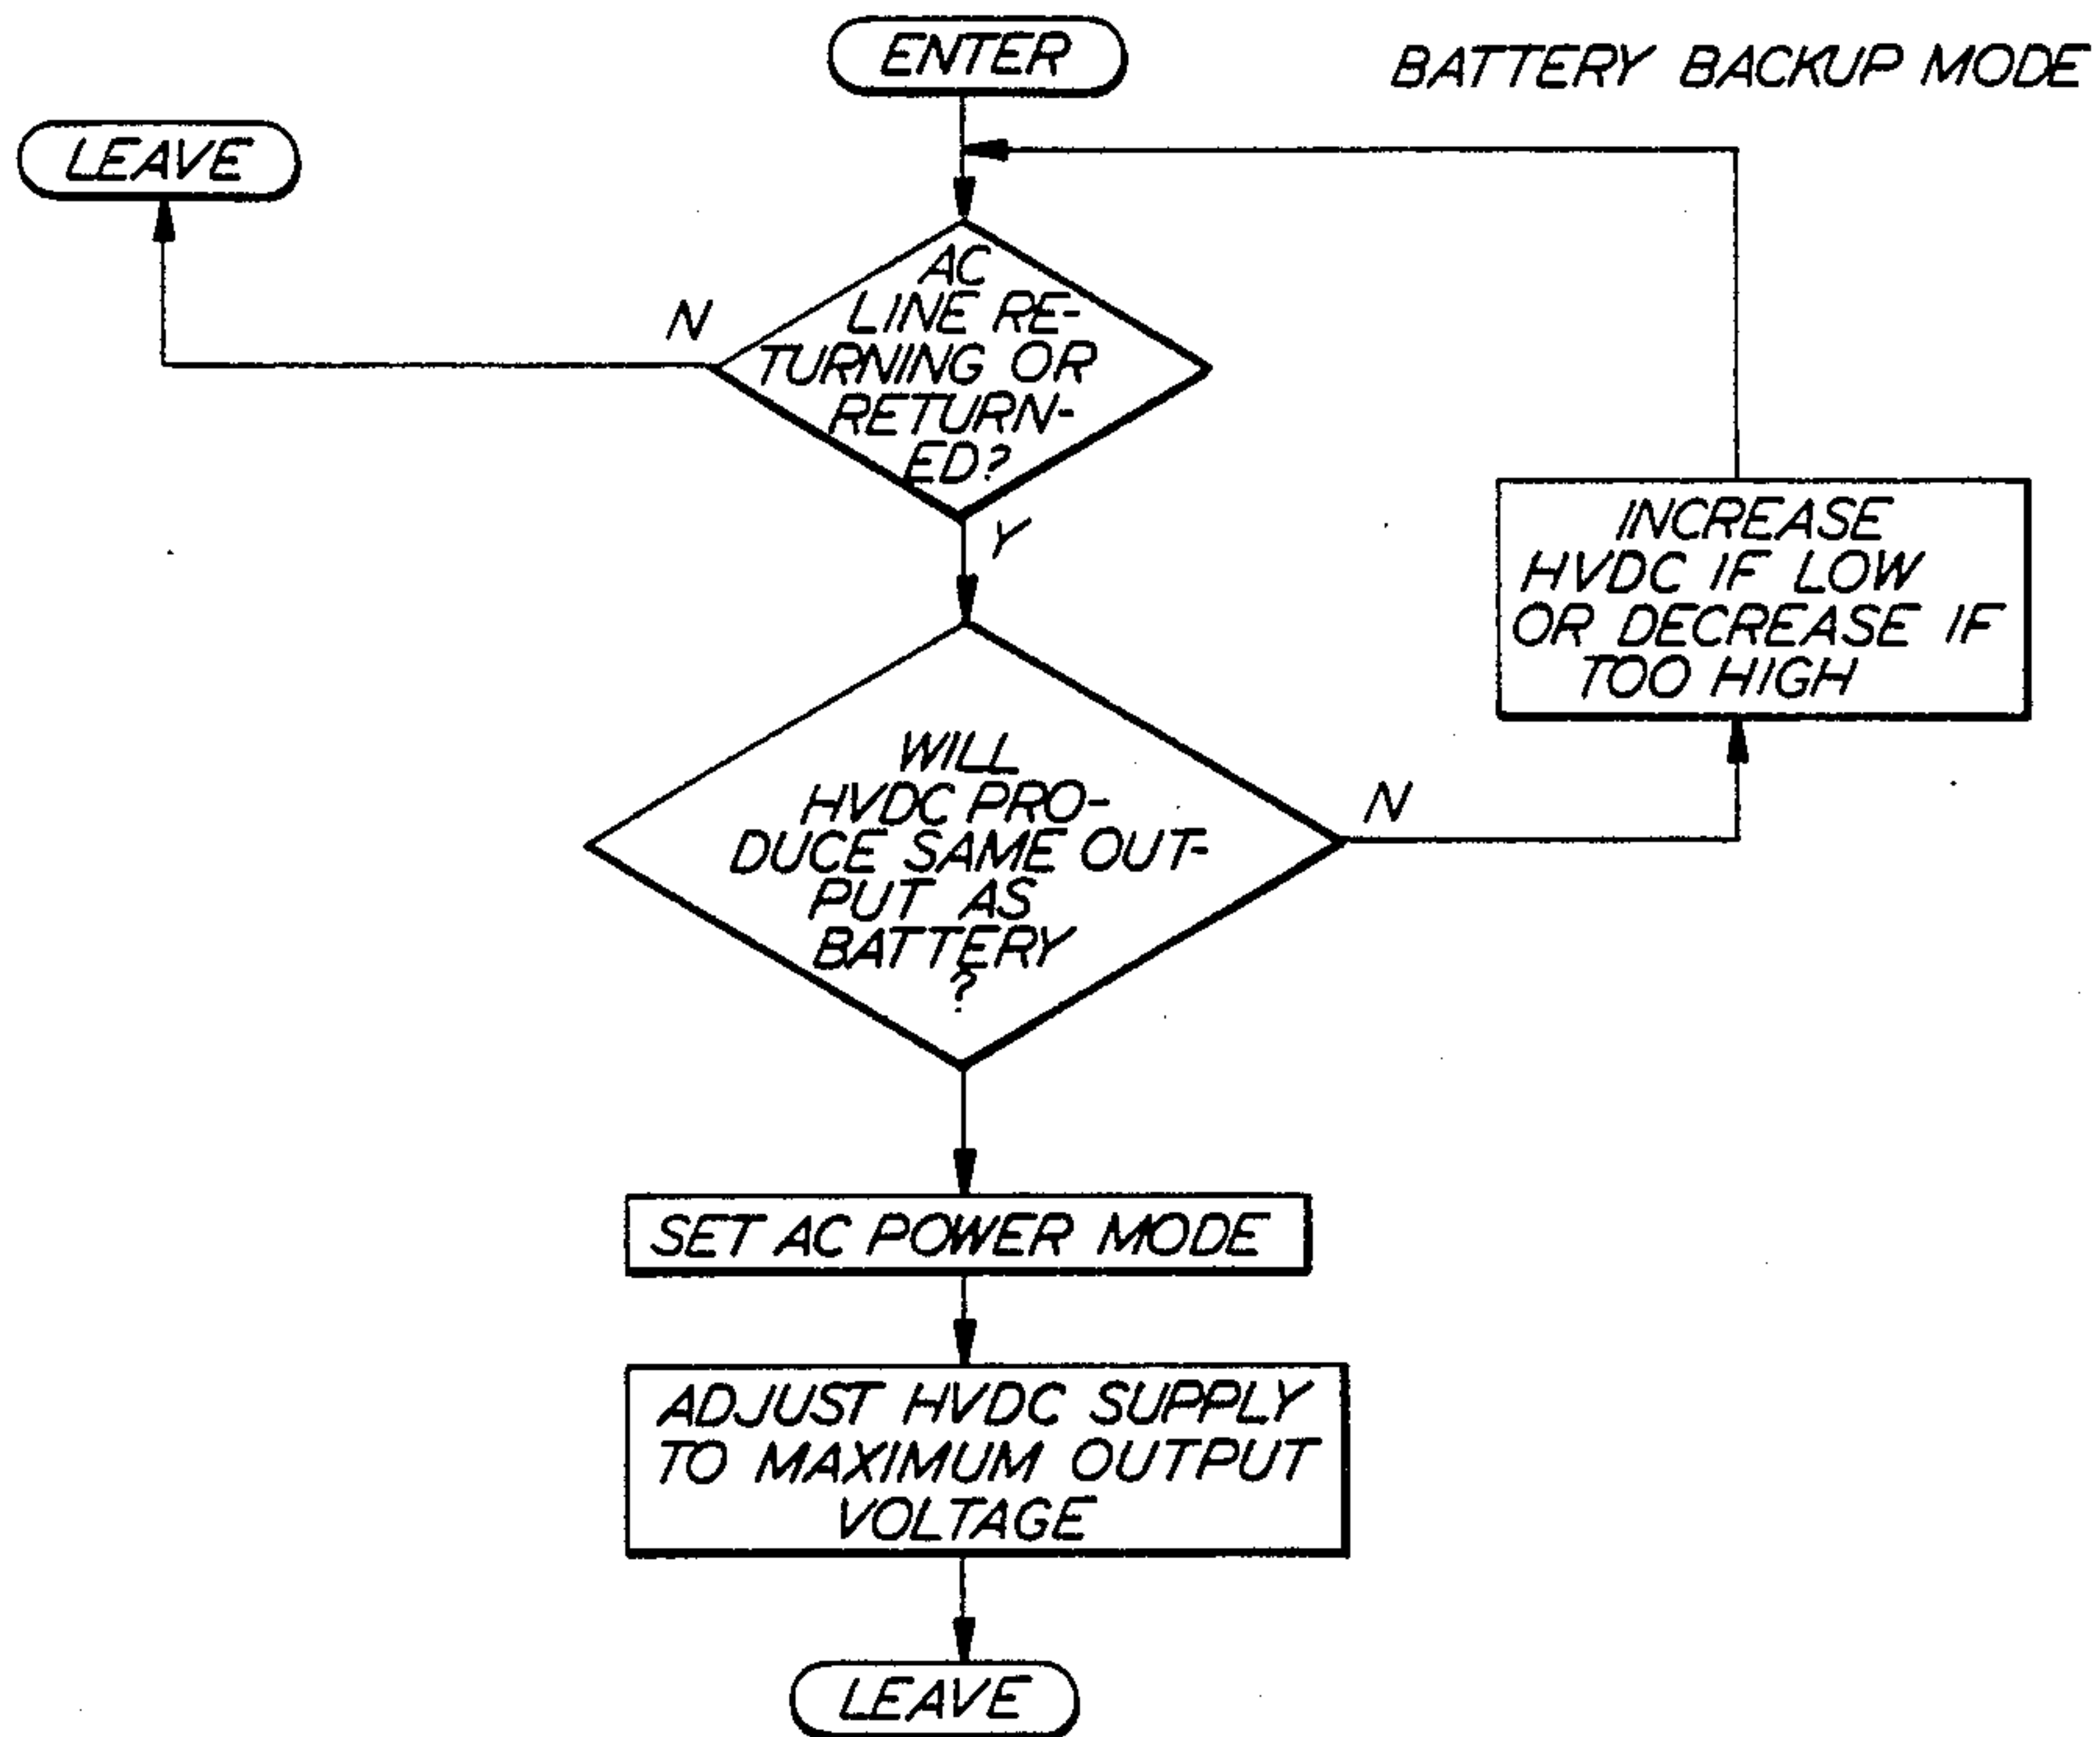 ENTER
BATTERY BACKUP MODE
LEAVE
AC
LINE RE-
TURNING OR
RETURN-
ED?
N
Y
INCREASE
HVDC IF LOW
OR DECREASE IF
TOO HIGH
WILL
HVDC PRO-
DUCE SAME OUT-
PUT AS
BATTERY
?
N
SET AC POWER MODE
ADJUST HVDC SUPPLY
TO MAXIMUM OUTPUT
VOLTAGE
LEAVE